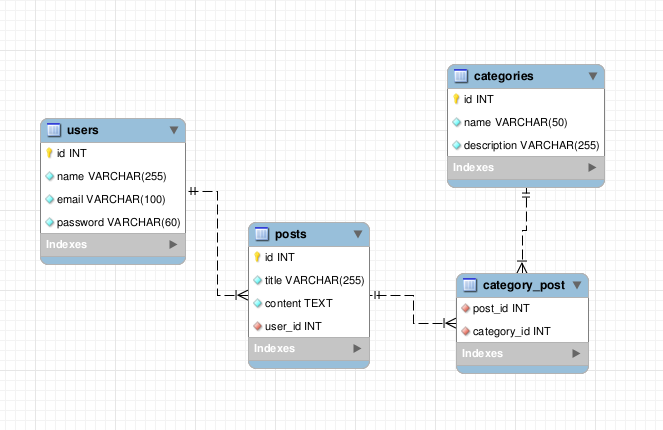 users
id INT
name VARCHAR(255)
email VARCHAR(100)
password VARCHAR(60)
Indexes
posts
id INT
title VARCHAR(255)
content TEXT
user_id INT
Indexes
categories
id INT
name VARCHAR(50)
description VARCHAR(255)
Indexes
category_post
post_id INT
category_id INT
Indexes